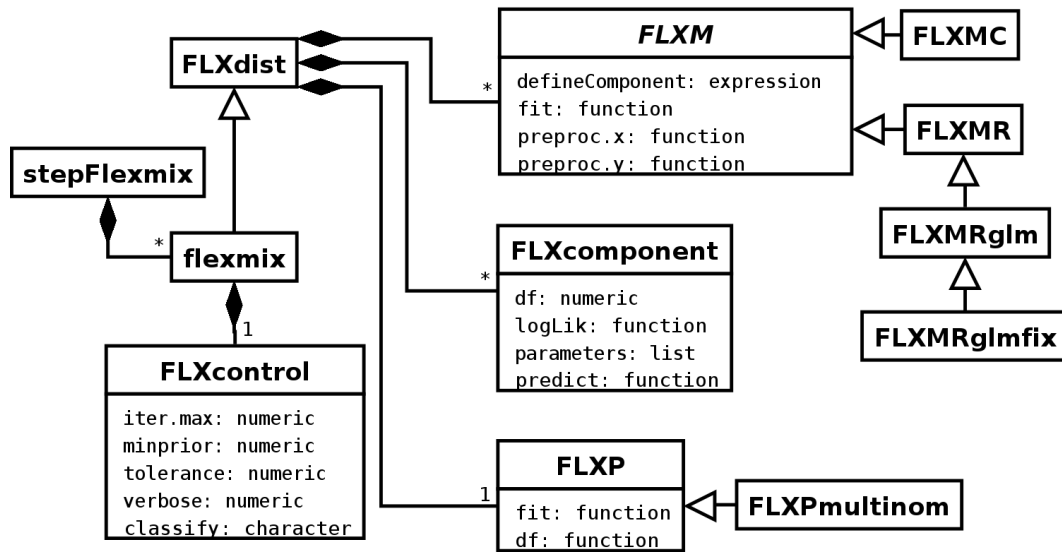 FLXM
FLXMC
FLXdist
defineComponent: expression
*
fit: function
FLXMR
preproc.x: function
preproc.y: function
stepFlexmix
FLXMRglm
*
flexmix
FLXcomponent
*
df: numeric
logLik: function
1
FLXMRglmfix
parameters: list
FLXcontrol
predict: function
iter.max: numeric
minprior: numeric
FLXP
tolerance: numeric
1
verbose: numeric
FLXPmultinom
fit: function
classify: character
df: function